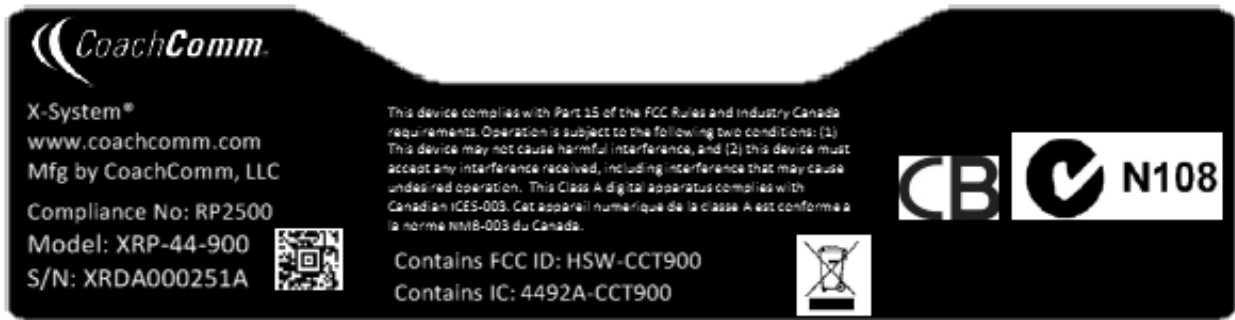 CoachComm
X-System®
www.coachcomm.com
Mfg by CoachComm, LLC
Compliance No: RP2500
Model: XRP-44-900
S/N: XRDA000251A
This device complies with Part 15 of the FCC Rules and Industry Canada
requirements. Operation is subject to the following two conditions: (1)
This device may not cause harmful interference, and (2) this device must
accept any interference received, including interference that may cause
undesired operation. This Class A digital apparatus complies with
Canadian ICES-003. Cet appareil numerique de la classe A est conforme a
la norme NMB-003 du Canada.
Contains FCC ID: HSW-CCT900
Contains IC: 4492A-CCT900
CB
N108